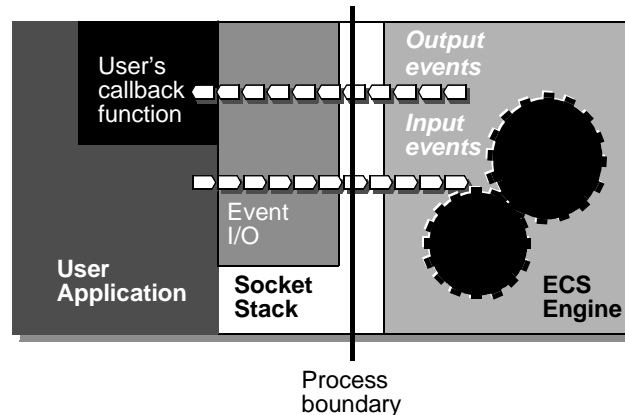 User's
callback
function
Output
events
Input
events
Event
I/O
User
Application
Socket
Stack
ECS
Engine
Process
boundary